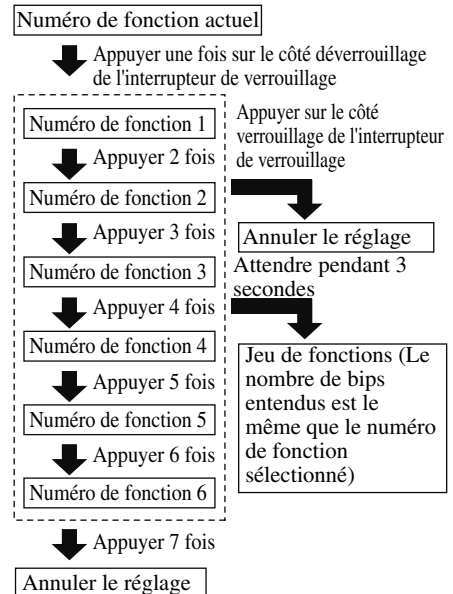 Numéro de fonction actuel
Appuyer une fois sur le côté déverrouillage
de l'interrupteur de verrouillage
Numéro de fonction 1
Appuyer 2 fois
Numéro de fonction 2
Appuyer 3 fois
Numéro de fonction 3
Appuyer 4 fois
Numéro de fonction 4
Appuyer 5 fois
Numéro de fonction 5
Appuyer 6 fois
Numéro de fonction 6
Appuyer 7 fois
Annuler le réglage
Appuyer sur le côté
verrouillage de l'interrupteur
de verrouillage
Annuler le réglage
Attendre pendant 3
secondes
Jeu de fonctions (Le
nombre de bips
entendus est le
même que le numéro
de fonction
sélectionné)